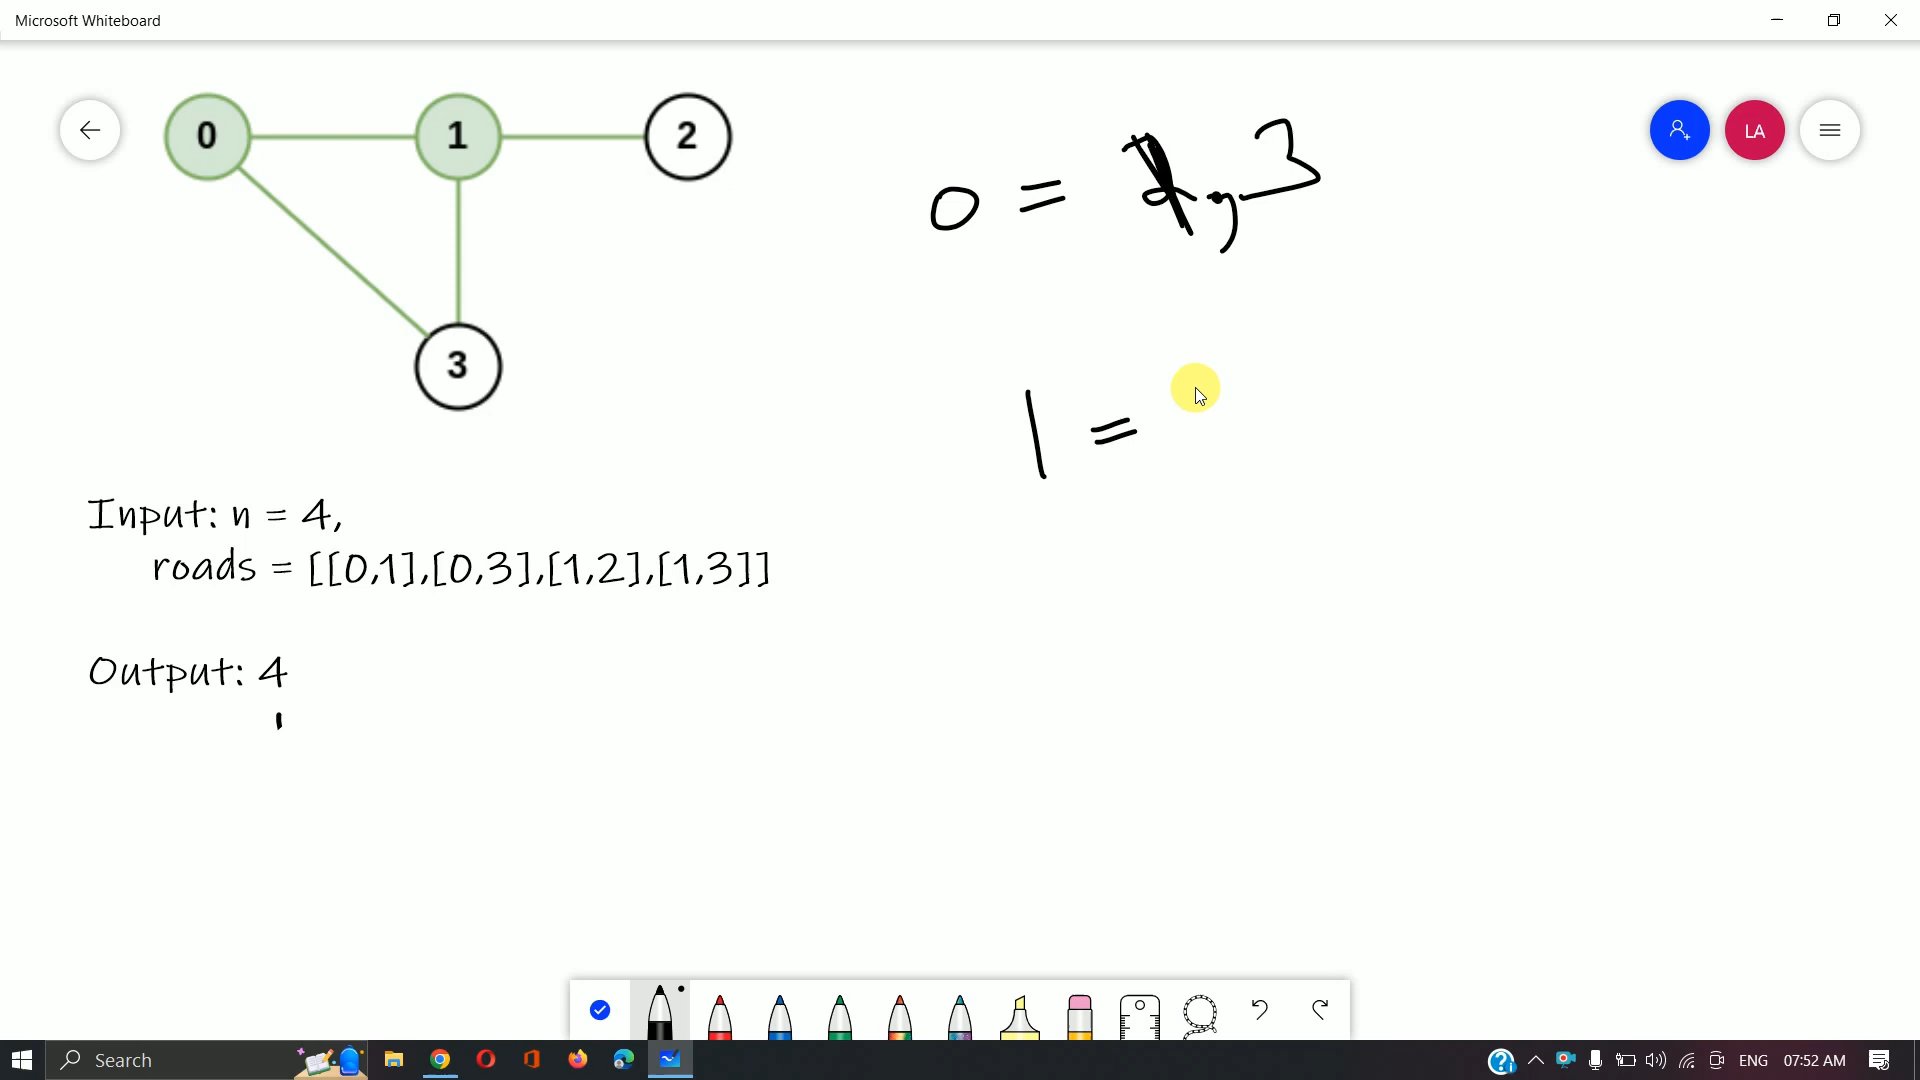 Microsoft Whiteboard
0 1 2
3
LA
0 = 1, 3
1 =
Input: n = 4,
roads = [[0,1],[0,3],[1,2],[1,3]]
Output: 4
Search
ENG 07:52 AM